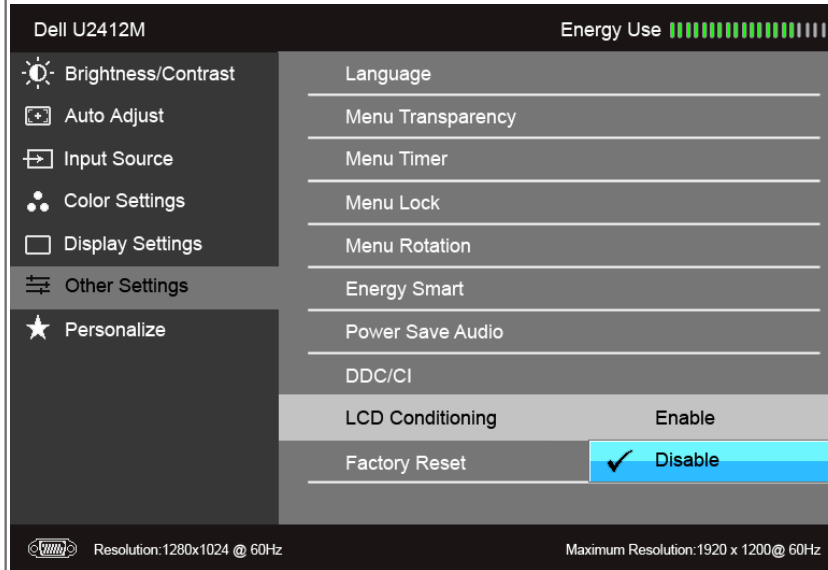 Dell U2412M Energy Use
Brightness/Contrast Language
Auto Adjust Menu Transparency
Input Source Menu Timer
Color Settings Menu Lock
Display Settings Menu Rotation
Other Settings Energy Smart
Personalize Power Save Audio
DDC/CI
LCD Conditioning Enable
Factory Reset Disable
Resolution:1280x1024 @ 60Hz Maximum Resolution:1920 x 1200@ 60Hz